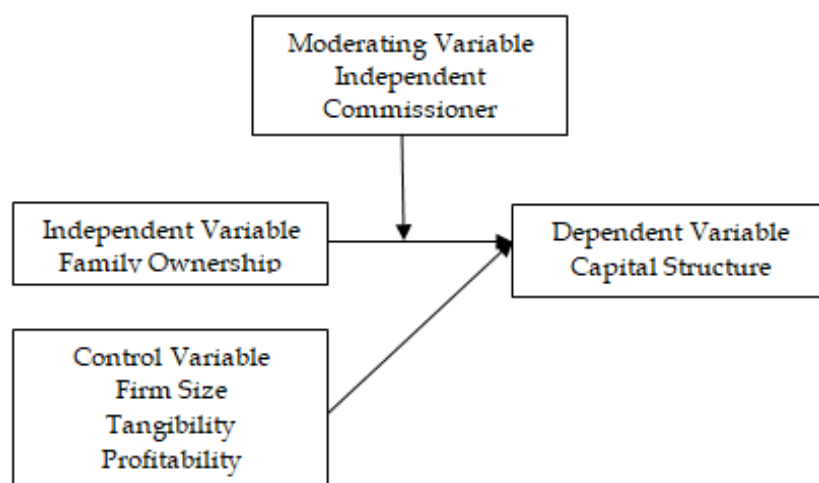 Moderating Variable
Independent
Commissioner
Independent Variable
Family Ownership
Dependent Variable
Capital Structure
Control Variable
Firm Size
Tangibility
Profitability